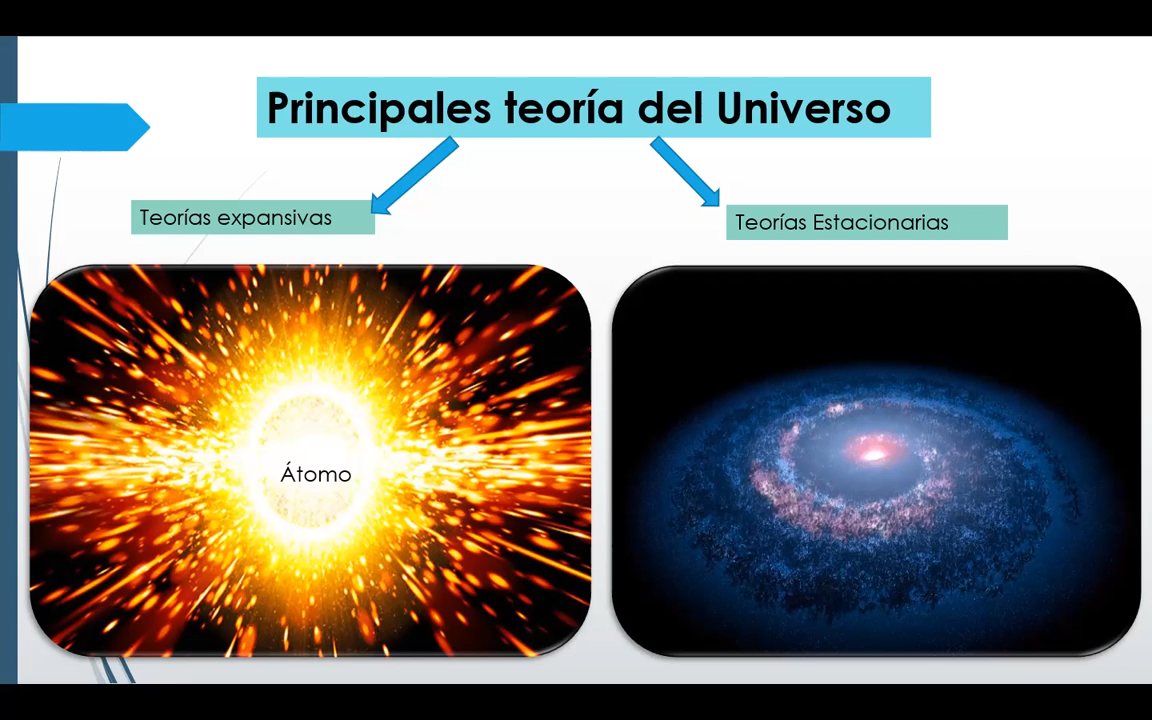 Principales teoría del Universo
Teorías expansivas
Teorías Estacionarias
Átomo